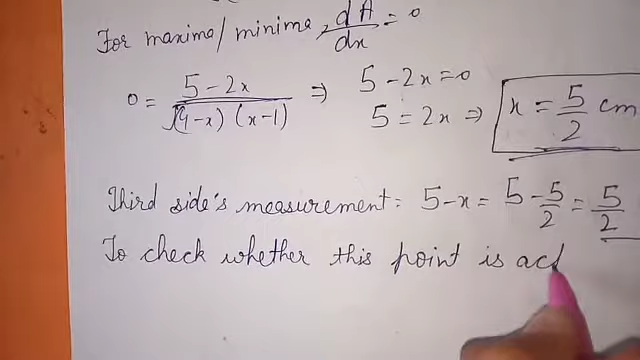 For maxima/minima, dA/dx = 0
0 = (5-2x)/√(4-x)(x-1) ⇒ 5-2x=0
5=2x ⇒ x = 5/2 cm
Third side's measurement: 5-x = 5-5/2 = 5/2
To check whether this point is act